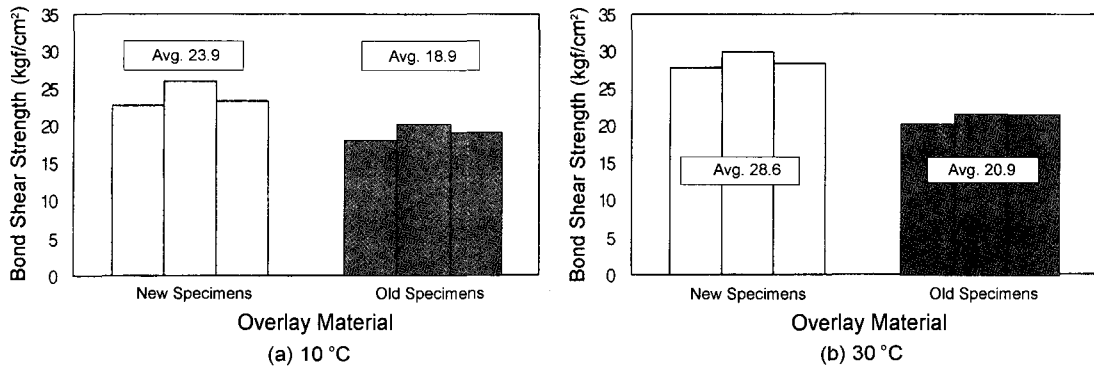 Bond Shear Strength (kgf/cm²)
35
30
25
20
15
10
5
0
Avg. 23.9
Avg. 18.9
New Specimens
Old Specimens
Overlay Material
(a) 10 °C
Bond Shear Strength (kgf/cm²)
35
30
25
20
15
10
5
0
Avg. 28.6
Avg. 20.9
New Specimens
Old Specimens
Overlay Material
(b) 30 °C